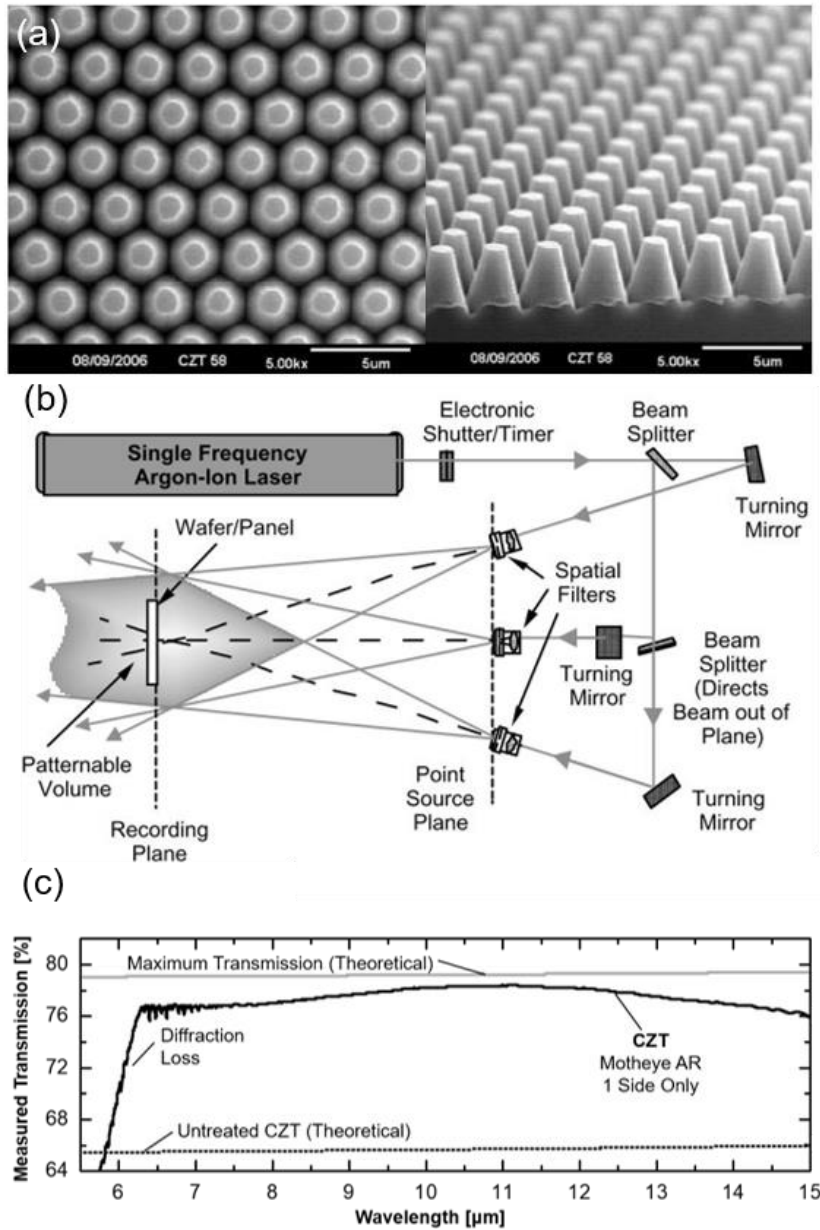 (a)
08/09/2006 CZT 58 5.00kx 5um
08/09/2006 CZT 58 5.00kx 5um
(b)
Single Frequency
Argon-Ion Laser
Electronic
Shutter/Timer
Beam
Splitter
Turning
Mirror
Wafer/Panel
Spatial
Filters
Turning
Mirror
Beam
Splitter
(Directs
Beam out of
Plane)
Patternable
Volume
Recording
Plane
Point
Source
Plane
Turning
Mirror
(c)
Measured Transmission [%]
80
76
72
68
64
Maximum Transmission (Theoretical)
Diffraction
Loss
CZT
Motheye AR
1 Side Only
Untreated CZT (Theoretical)
6 7 8 9 10 11 12 13 14 15
Wavelength [µm]